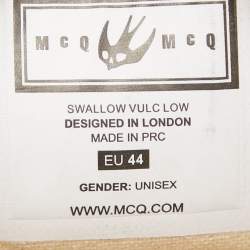 McQ McQ
SWALLOW VULC LOW
DESIGNED IN LONDON
MADE IN PRC
EU 44
GENDER: UNISEX
WWW.MCQ.COM